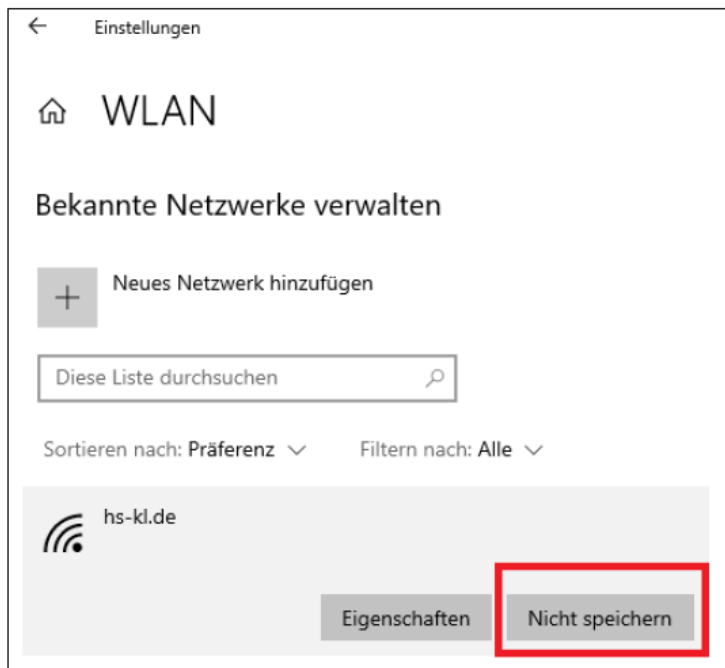 Einstellungen
WLAN
Bekannte Netzwerke verwalten
Neues Netzwerk hinzufügen
Diese Liste durchsuchen
Sortieren nach: Präferenz Filtern nach: Alle
hs-kl.de
Eigenschaften Nicht speichern